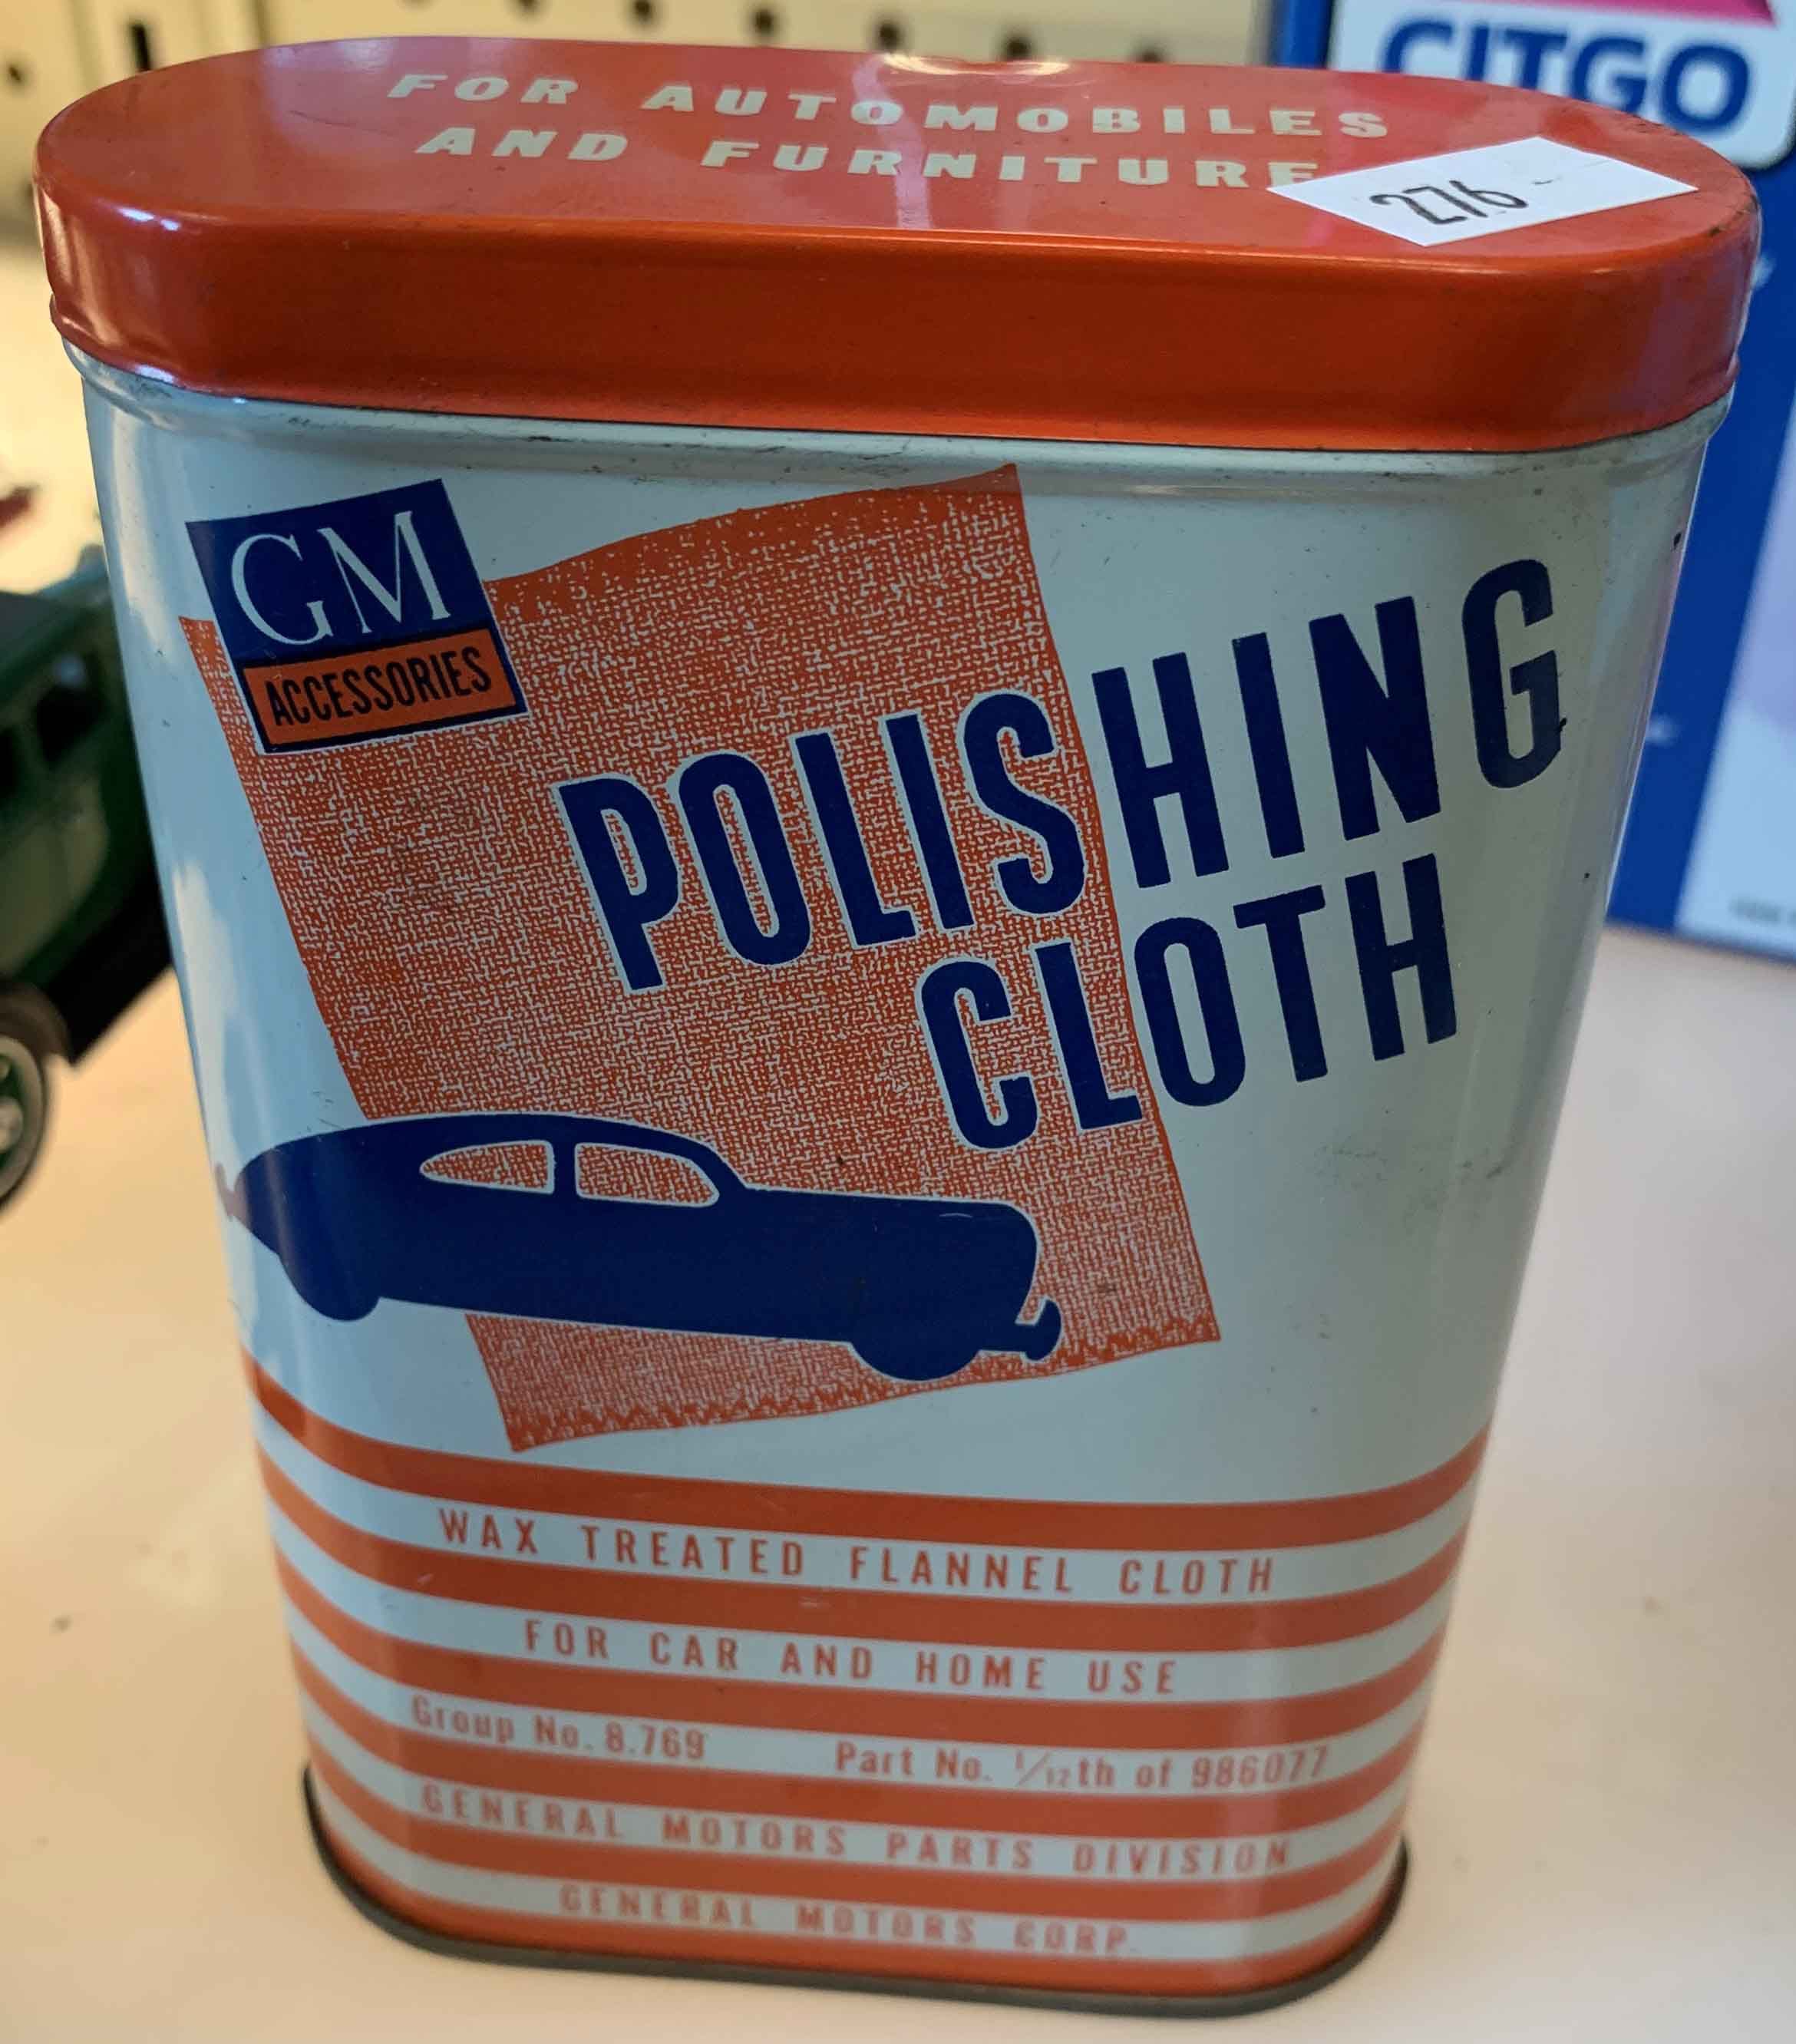 CITGO
FOR AUTOMOBILES
AND FURNITURE
276
GM
ACCESSORIES
POLISHING
CLOTH
WAX TREATED FLANNEL CLOTH
FOR CAR AND HOME USE
Group No. 8.769 Part No. 1/12th of 986077
GENERAL MOTORS PARTS DIVISION
GENERAL MOTORS CORP.